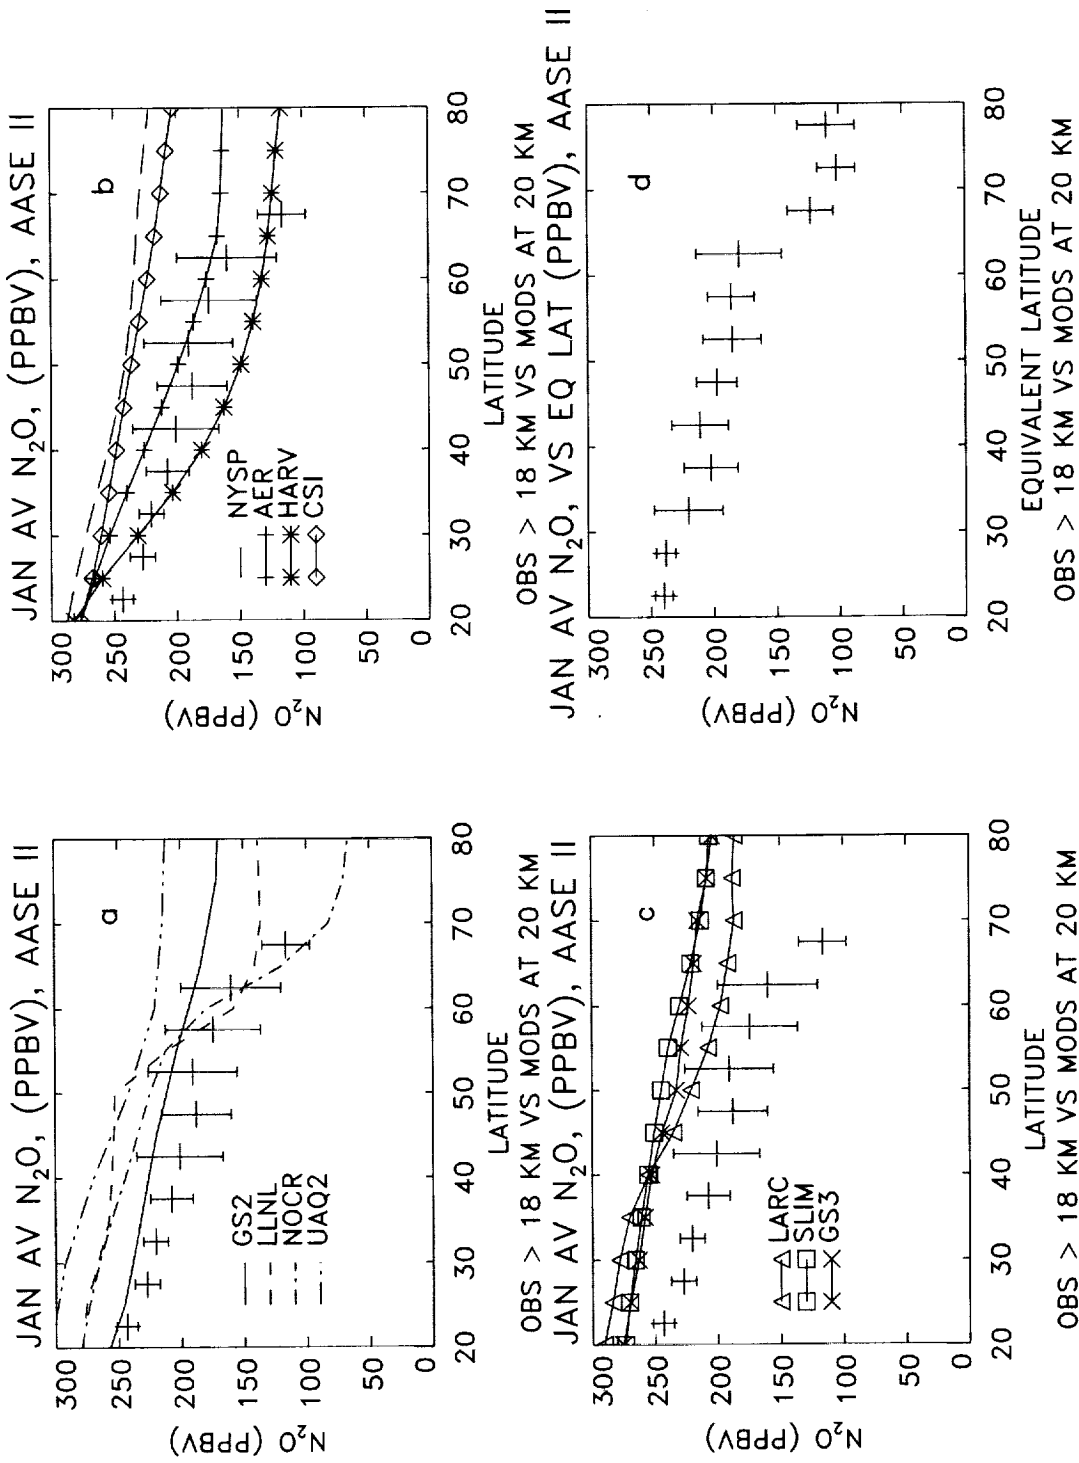 JAN AV N₂O, (PPBV), AASE II
a
N₂O (PPBV)
300
250
200
150
100
50
0
GS2
LLNL
NOCR
UAQ2
20
30
40
50
60
70
80
LATITUDE
OBS > 18 KM VS MODS AT 20 KM
JAN AV N₂O, (PPBV), AASE II
b
N₂O (PPBV)
300
250
200
150
100
50
0
NYSP
AER
HARV
CSI
20
30
40
50
60
70
80
LATITUDE
OBS > 18 KM VS MODS AT 20 KM
JAN AV N₂O, (PPBV), AASE II
c
N₂O (PPBV)
300
250
200
150
100
50
0
LARC
SLIM
GS3
20
30
40
50
60
70
80
LATITUDE
OBS > 18 KM VS MODS AT 20 KM
JAN AV N₂O, VS EQ LAT (PPBV), AASE II
d
N₂O (PPBV)
300
250
200
150
100
50
0
20
30
40
50
60
70
80
EQUIVALENT LATITUDE
OBS > 18 KM VS MODS AT 20 KM